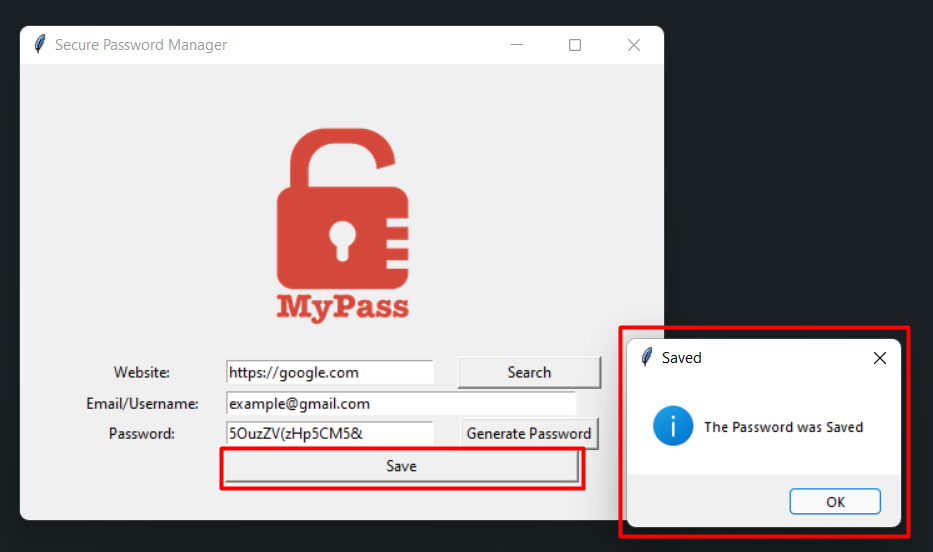 Secure Password Manager
MyPass
Website: https://google.com Search
Email/Username: example@gmail.com
Password: 5OuzZV(zHp5CM5& Generate Password
Save
Saved
The Password was Saved
OK